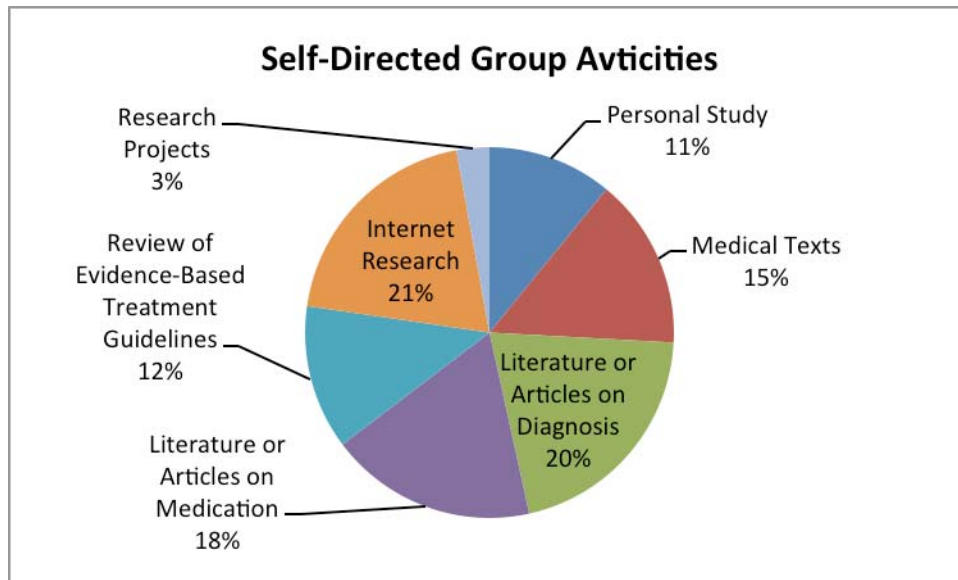 Self-Directed Group Avticities
Personal Study
11%
Medical Texts
15%
Literature or
Articles on
Diagnosis
20%
Literature or
Articles on
Medication
18%
Review of
Evidence-Based
Treatment
Guidelines
12%
Internet
Research
21%
Research
Projects
3%